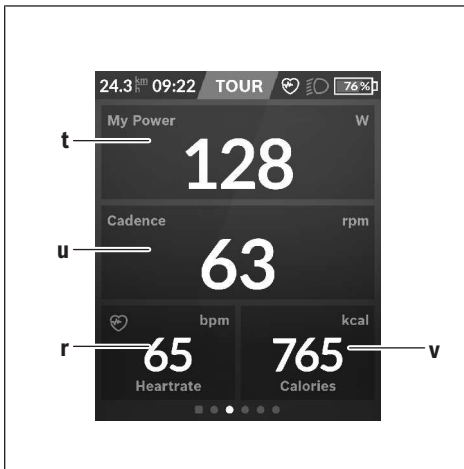 24.3 km/h 09:22 TOUR 76%
My Power W
t
128
Cadence rpm
u
63
bpm kcal
r 65 765 v
Heartrate Calories